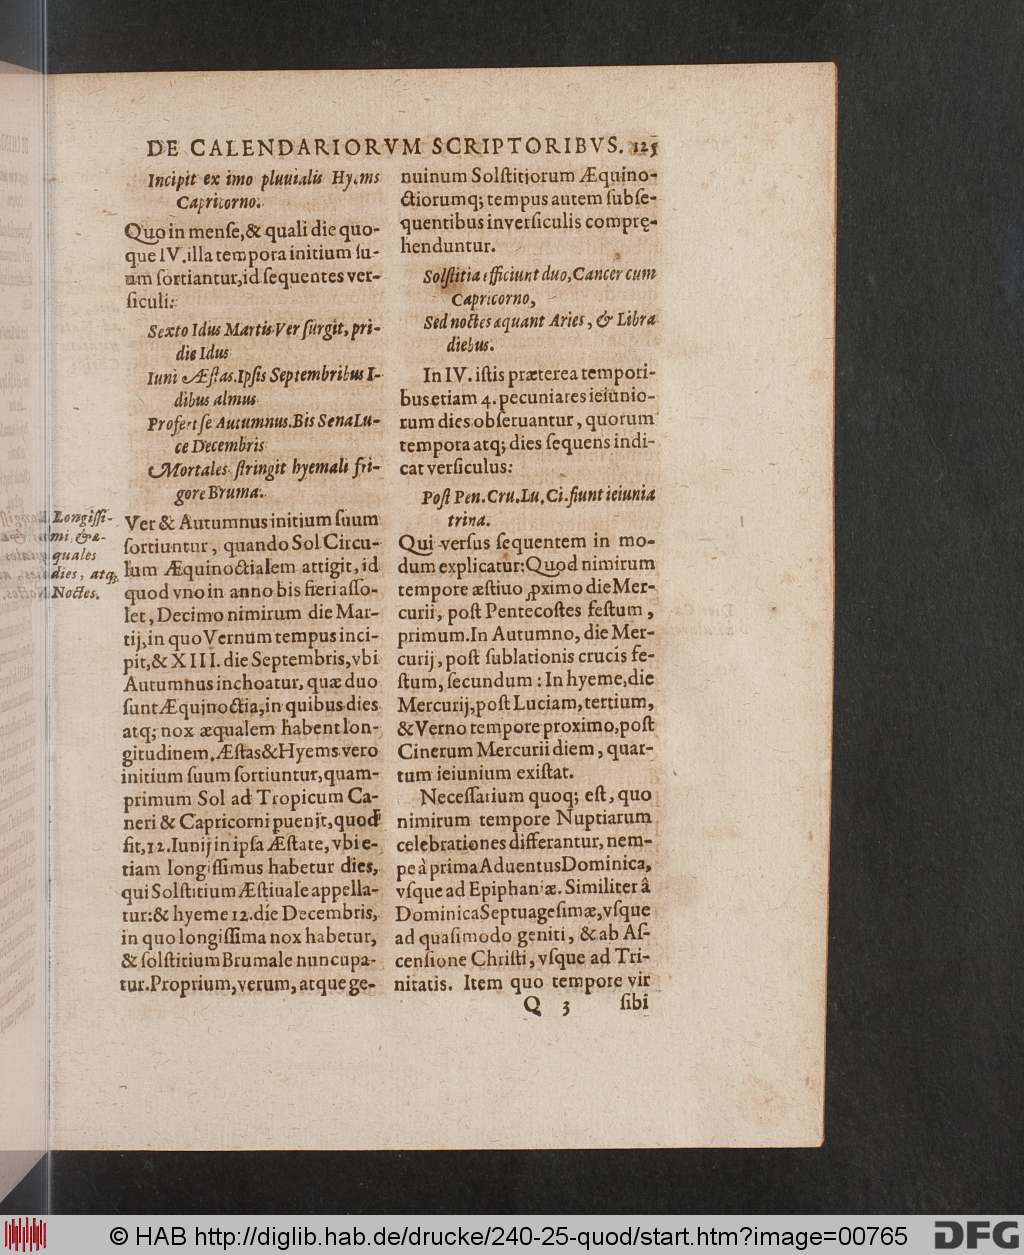 DE CALENDARIORVM SCRIPTORIBVS. 125
Incipit ex imo pluuialis Hyems
Capricorno.
Quo in mense, & quali die quo-
que IV. illa tempora initium su-
um sortiantur, id sequentes ver-
siculi:
Sexto Idus Martis Ver surgit, pri-
die Idus
Iuni Æstas. Ipsis Septembribus I-
dibus almus
Profert se Autumnus. Bis Sena Lu-
ce Decembris
Mortales stringit hyemali fri-
gore Bruma.
Longissi-
mi & æ-
quales
dies, atq;
Noctes.
Ver & Autumnus initium suum
sortiuntur, quando Sol Circu-
lum Æquinoctialem attigit, id
quod vno in anno bis fieri asso-
let, Decimo nimirum die Mar-
tij, in quo Vernum tempus inci-
pit, & XIII. die Septembris, vbi
Autumnus inchoatur, quæ duo
sunt Æquinoctia, in quibus dies
atq; nox æqualem habent lon-
gitudinem. Æstas & Hyems vero
initium suum sortiuntur, quam-
primum Sol ad Tropicum Ca-
neri & Capricorni puenit, quod
fit, 12. Iunij in ipsa Æstate, vbi e-
tiam longissimus habetur dies,
qui Solstitium Æstiuale appella-
tur: & hyeme 12. die Decembris,
in quo longissima nox habetur,
& solstitium Brumale nuncupa-
tur. Proprium, verum, atque ge-
nuinum Solstitiorum Æquino-
ctiorumq; tempus autem subse-
quentibus inversiculis compre-
henduntur.
Solstitia efficiunt duo, Cancer cum
Capricorno,
Sed noctes æquant Aries, & Libra
diebus.
In IV. istis præterea tempori-
bus etiam 4. pecuniares ieiunio-
rum dies obseruantur, quorum
tempora atq; dies sequens indi-
cat versiculus:
Post Pen. Cru. Lu. Ci. fiunt ieiunia
trina.
Qui versus sequentem in mo-
dum explicatur: Quod nimirum
tempore æstiuo ꝓximo die Mer-
curii, post Pentecostes festum,
primum. In Autumno, die Mer-
curij, post sublationis crucis fe-
stum, secundum: In hyeme, die
Mercurij, post Luciam, tertium,
& Verno tempore proximo, post
Cinerum Mercurii diem, quar-
tum ieiunium existat.
Necessarium quoq; est, quo
nimirum tempore Nuptiarum
celebrationes differantur, nem-
pe à prima Aduentus Dominica,
vsque ad Epiphaniæ. Similiter â
Dominica Septuagesimæ, vsque
ad quasimodo geniti, & ab As-
censione Christi, vsque ad Tri-
nitatis. Item quo tempore vir
Q 3 sibi
© HAB http://diglib.hab.de/drucke/240-25-quod/start.htm?image=00765
DFG